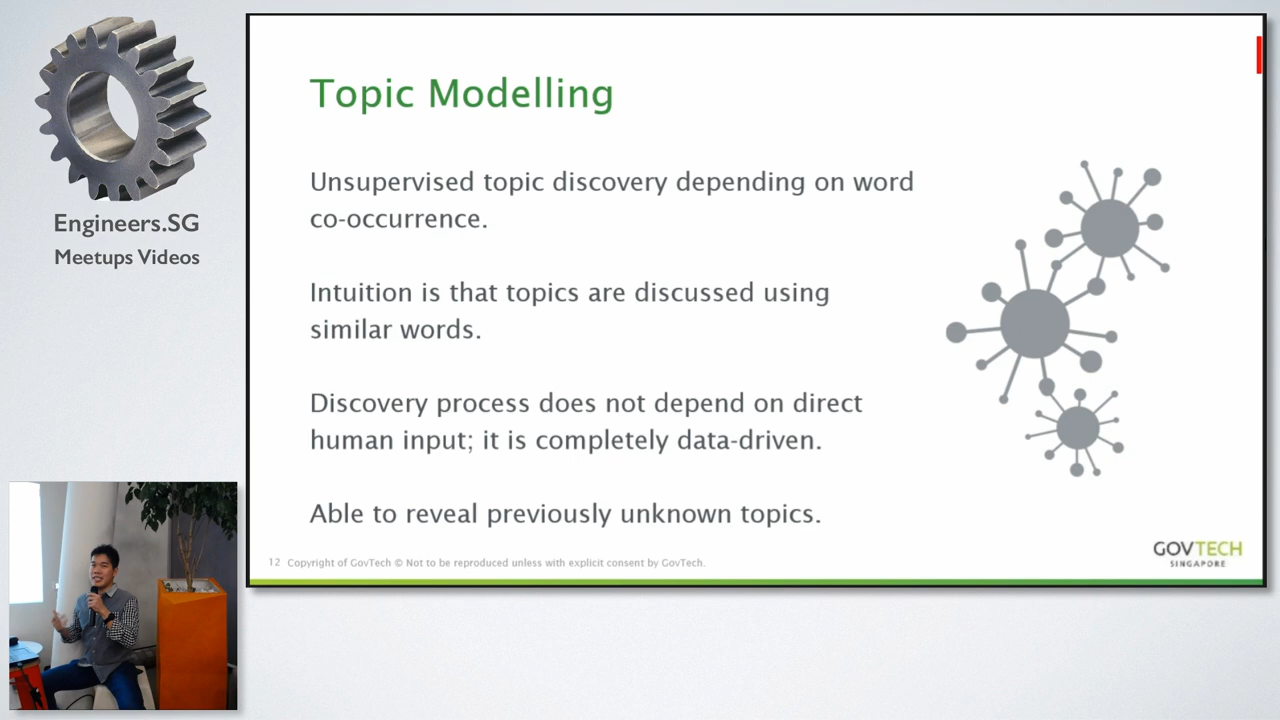 Engineers.SG
Meetups Videos
Topic Modelling
Unsupervised topic discovery depending on word
co-occurrence.
Intuition is that topics are discussed using
similar words.
Discovery process does not depend on direct
human input; it is completely data-driven.
Able to reveal previously unknown topics.
12 Copyright of GovTech © Not to be reproduced unless with explicit consent by GovTech.
GOVTECH
SINGAPORE